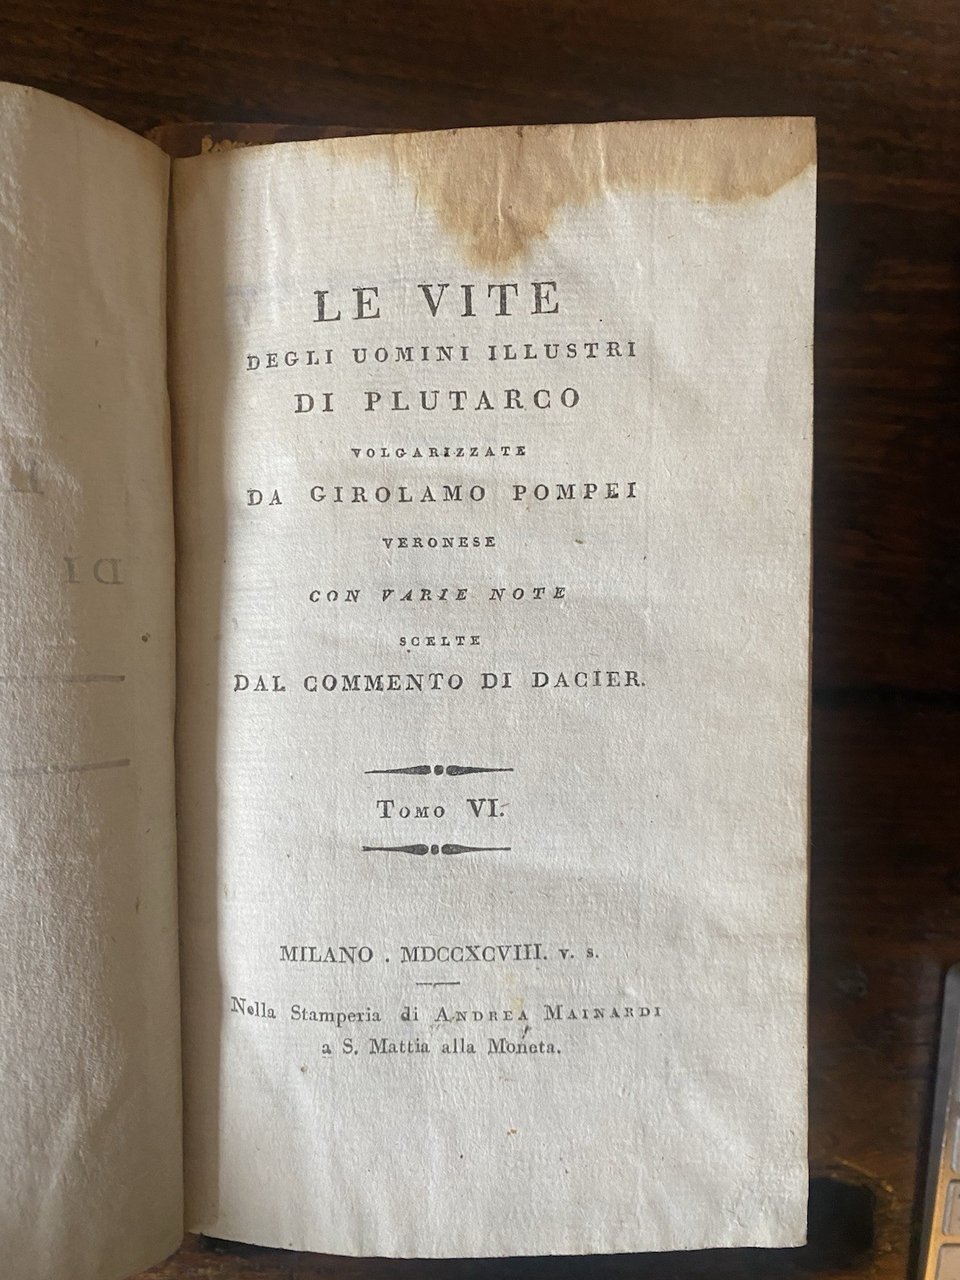 LE VITE
DEGLI UOMINI ILLUSTRI
DI PLUTARCO
VOLGARIZZATE
DA GIROLAMO POMPEI
VERONESE
CON VARIE NOTE
SCELTE
DAL COMMENTO DI DACIER.
TOMO VI.
MILANO . MDCCXCVIII. v. s.
Nella Stamperia di ANDREA MAINARDI
a S. Mattia alla Moneta.